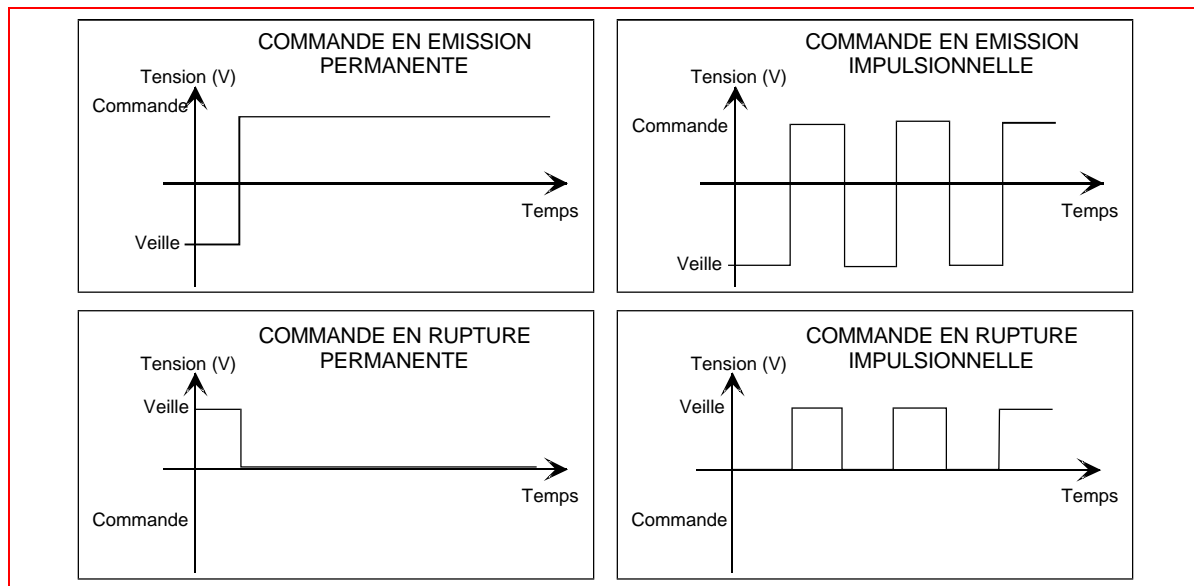 COMMANDE EN EMISSION
PERMANENTE
Tension (V)
Commande
Temps
Veille
COMMANDE EN EMISSION
IMPULSIONNELLE
Tension (V)
Commande
Temps
Veille
COMMANDE EN RUPTURE
PERMANENTE
Tension (V)
Veille
Temps
Commande
COMMANDE EN RUPTURE
IMPULSIONNELLE
Tension (V)
Veille
Temps
Commande